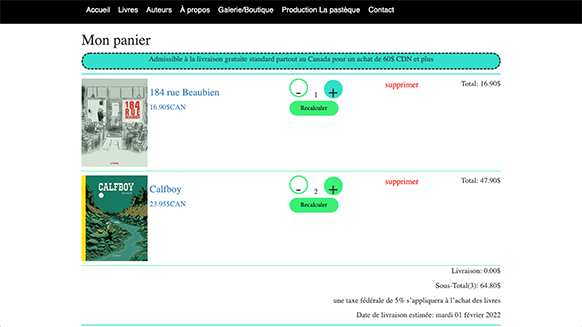 Accueil Livres Auteurs À propos Galerie/Boutique Production La pastèque Contact
Mon panier
Admissible à la livraison gratuite standard partout au Canada pour un achat de 60$ CDN et plus
184 RUE BEAUBIEN
184 rue Beaubien
16.90$CAN
- 1 +
Recalculer
supprimer
Total: 16.90$
CALFBOY
Calfboy
23.95$CAN
- 2 +
Recalculer
supprimer
Total: 47.90$
Livraison: 0.00$
Sous-Total(3): 64.80$
une taxe fédérale de 5% s'appliquera à l'achat des livres
Date de livraison estimée: mardi 01 février 2022